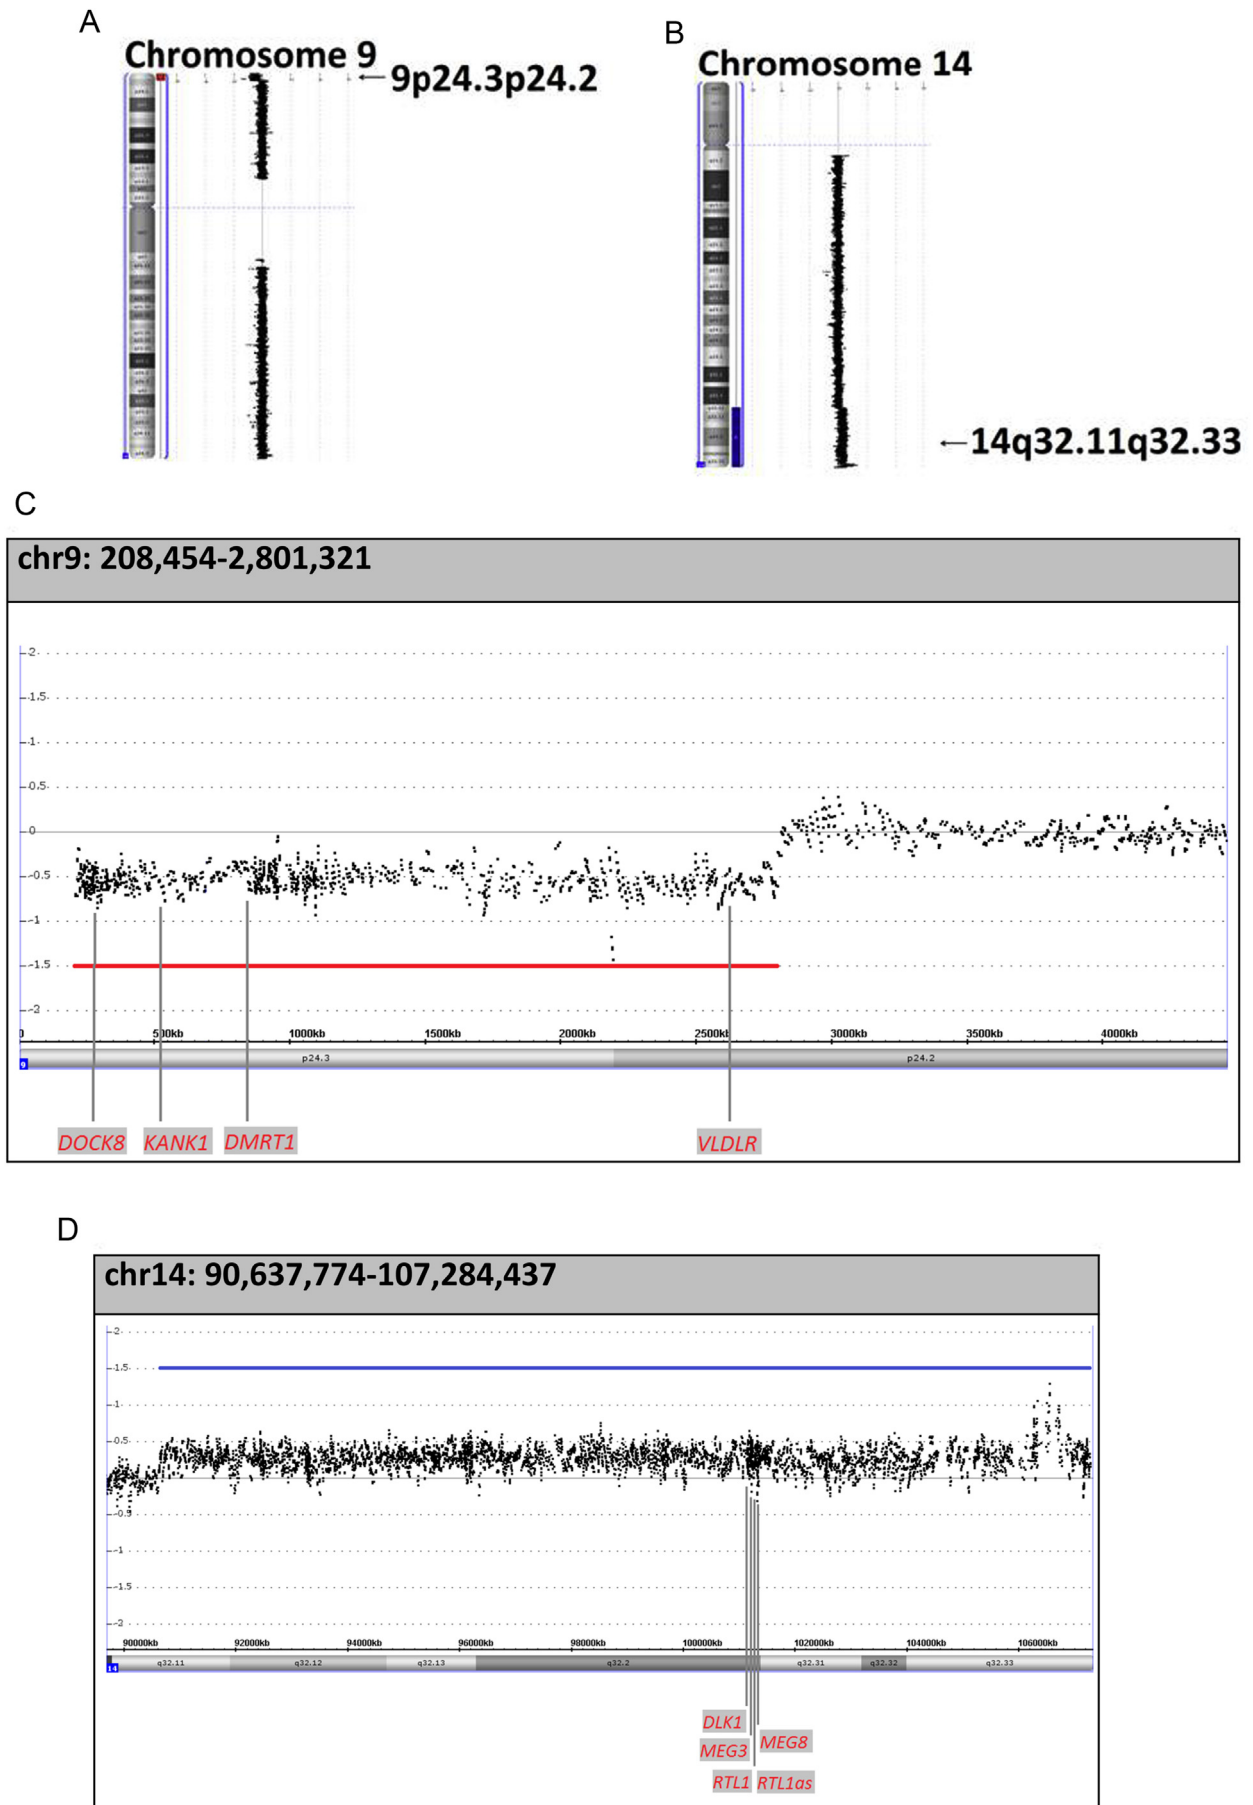 A
Chromosome 9
9p24.3p24.2
B
Chromosome 14
14q32.11q32.33
C
chr9: 208,454-2,801,321
2
1.5
1
0.5
0
-0.5
-1
-1.5
-2
0 500kb 1000kb 1500kb 2000kb 2500kb 3000kb 3500kb 4000kb
p24.3 p24.2
9
DOCK8 KANK1 DMRT1 VLDLR
D
chr14: 90,637,774-107,284,437
2
1.5
1
0.5
-0.5
-1
-1.5
-2
90000kb 92000kb 94000kb 96000kb 98000kb 100000kb 102000kb 104000kb 106000kb
q32.11 q32.12 q32.13 q32.2 q32.31 q32.32 q32.33
14
DLK1
MEG8
MEG3
RTL1 RTL1as